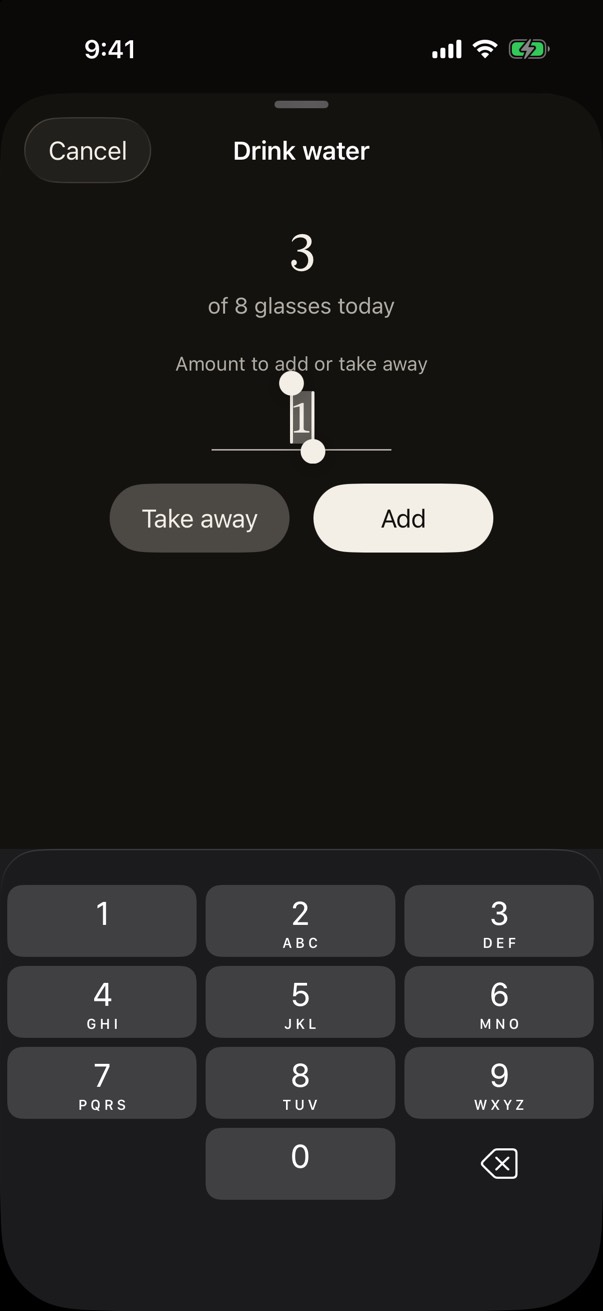 9:41
Cancel
Drink water
3
of 8 glasses today
Amount to add or take away
1
Take away
Add
1
2
ABC
3
DEF
4
GHI
5
JKL
6
MNO
7
PQRS
8
TUV
9
WXYZ
0